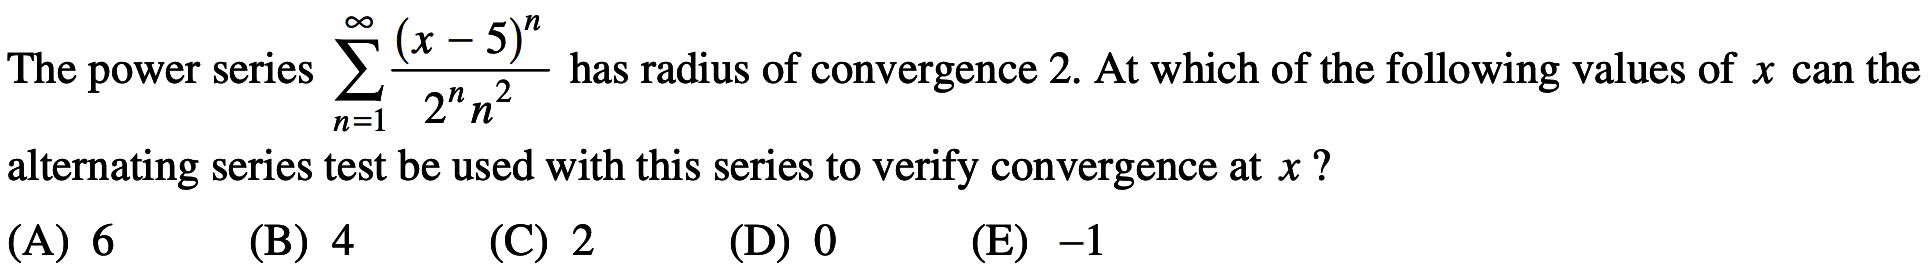 The power series $\sum_{n=1}^{\infty} \frac{(x-5)^n}{2^n n^2}$ has radius of convergence 2. At which of the following values of $x$ can the
alternating series test be used with this series to verify convergence at $x$ ?
(A) 6 (B) 4 (C) 2 (D) 0 (E) −1